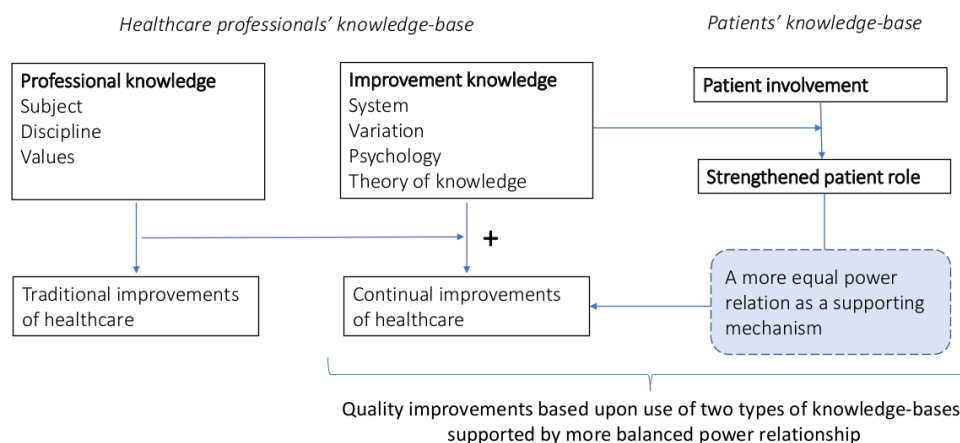 Healthcare professionals’ knowledge-base
Patients’ knowledge-base
Professional knowledge
Subject
Discipline
Values
Improvement knowledge
System
Variation
Psychology
Theory of knowledge
Patient involvement
Strengthened patient role
+
Traditional improvements
of healthcare
Continual improvements
of healthcare
A more equal power
relation as a supporting
mechanism
Quality improvements based upon use of two types of knowledge-bases
supported by more balanced power relationship